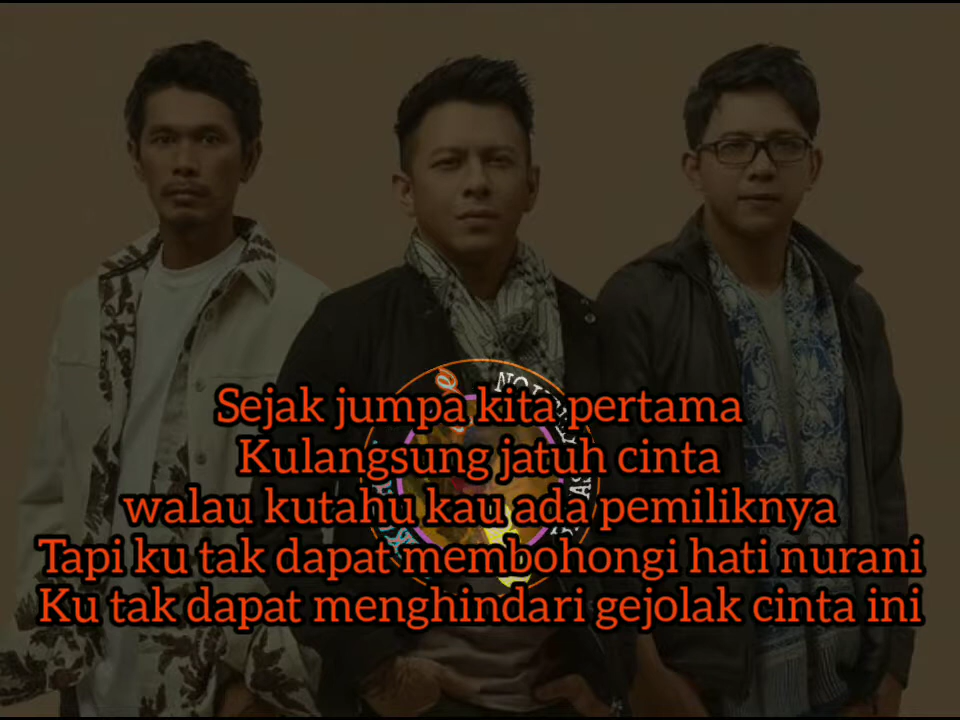 Sejak jumpa kita pertama
Kulangsung jatuh cinta
walau kutahu kau ada pemiliknya
Tapi ku tak dapat membohongi hati nurani
Ku tak dapat menghindari gejolak cinta ini